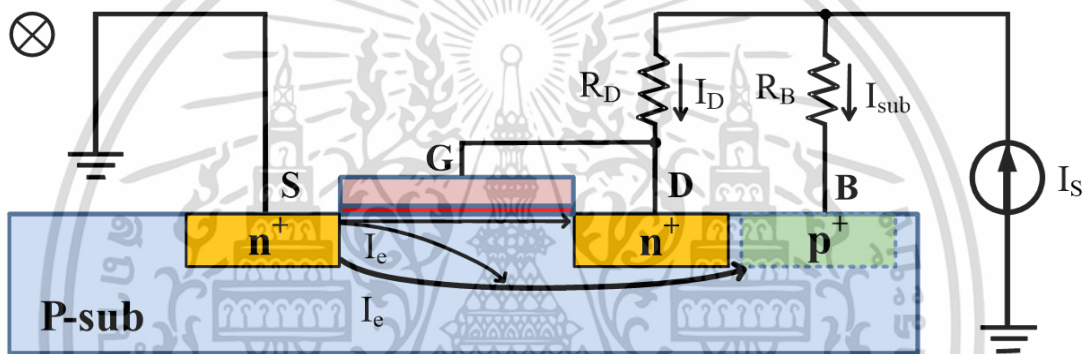 R_D
I_D
R_B
I_sub
I_S
G
S
D
B
n⁺
n⁺
p⁺
I_e
I_e
P-sub